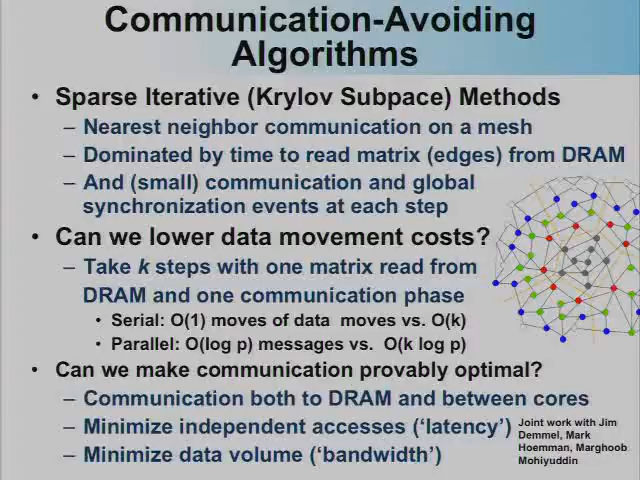 Communication-Avoiding
Algorithms
• Sparse Iterative (Krylov Subspace) Methods
– Nearest neighbor communication on a mesh
– Dominated by time to read matrix (edges) from DRAM
– And (small) communication and global
synchronization events at each step
• Can we lower data movement costs?
– Take k steps with one matrix read from
DRAM and one communication phase
• Serial: O(1) moves of data moves vs. O(k)
• Parallel: O(log p) messages vs. O(k log p)
• Can we make communication provably optimal?
– Communication both to DRAM and between cores
– Minimize independent accesses (‘latency’)
– Minimize data volume (‘bandwidth’)
Joint work with Jim
Demmel, Mark
Hoemman, Marghoob
Mohiyuddin